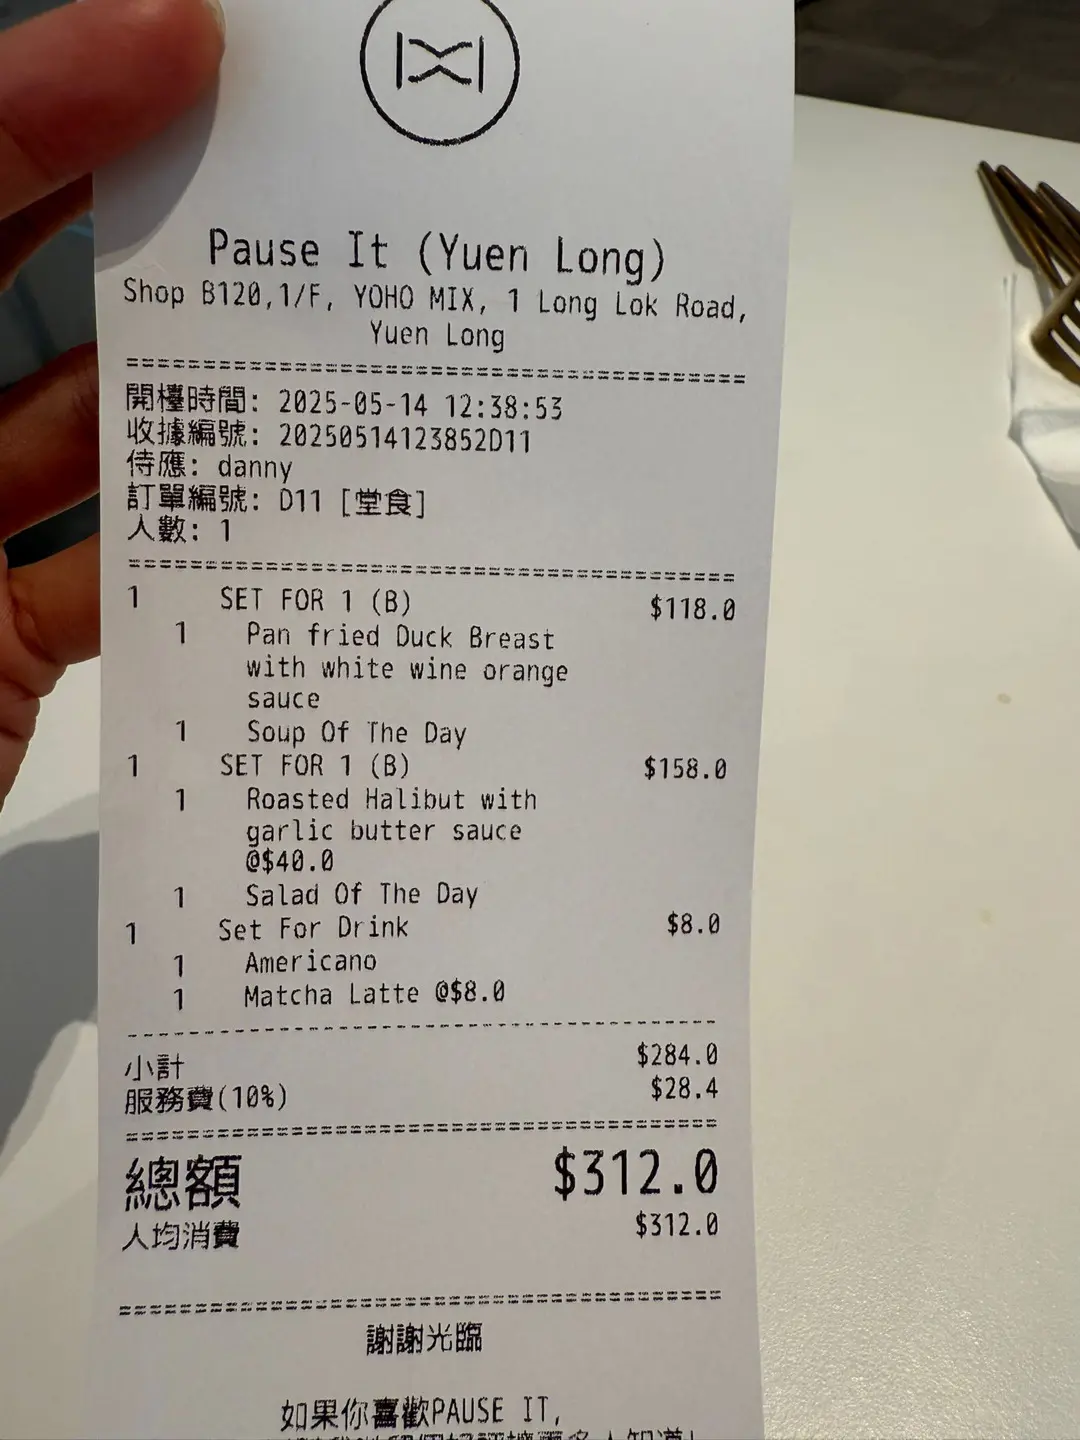 Pause It (Yuen Long)
Shop B120,1/F, YOHO MIX, 1 Long Lok Road,
Yuen Long
開檯時間: 2025-05-14 12:38:53
收據編號: 20250514123852D11
侍應: danny
訂單編號: D11 [堂食]
人數: 1
1 SET FOR 1 (B) $118.0
1 Pan fried Duck Breast
with white wine orange
sauce
1 Soup Of The Day
1 SET FOR 1 (B) $158.0
1 Roasted Halibut with
garlic butter sauce
@$40.0
1 Salad Of The Day
1 Set For Drink $8.0
1 Americano
1 Matcha Latte @$8.0
小計 $284.0
服務費(10%) $28.4
總額 $312.0
人均消費 $312.0
謝謝光臨
如果你喜歡PAUSE IT,